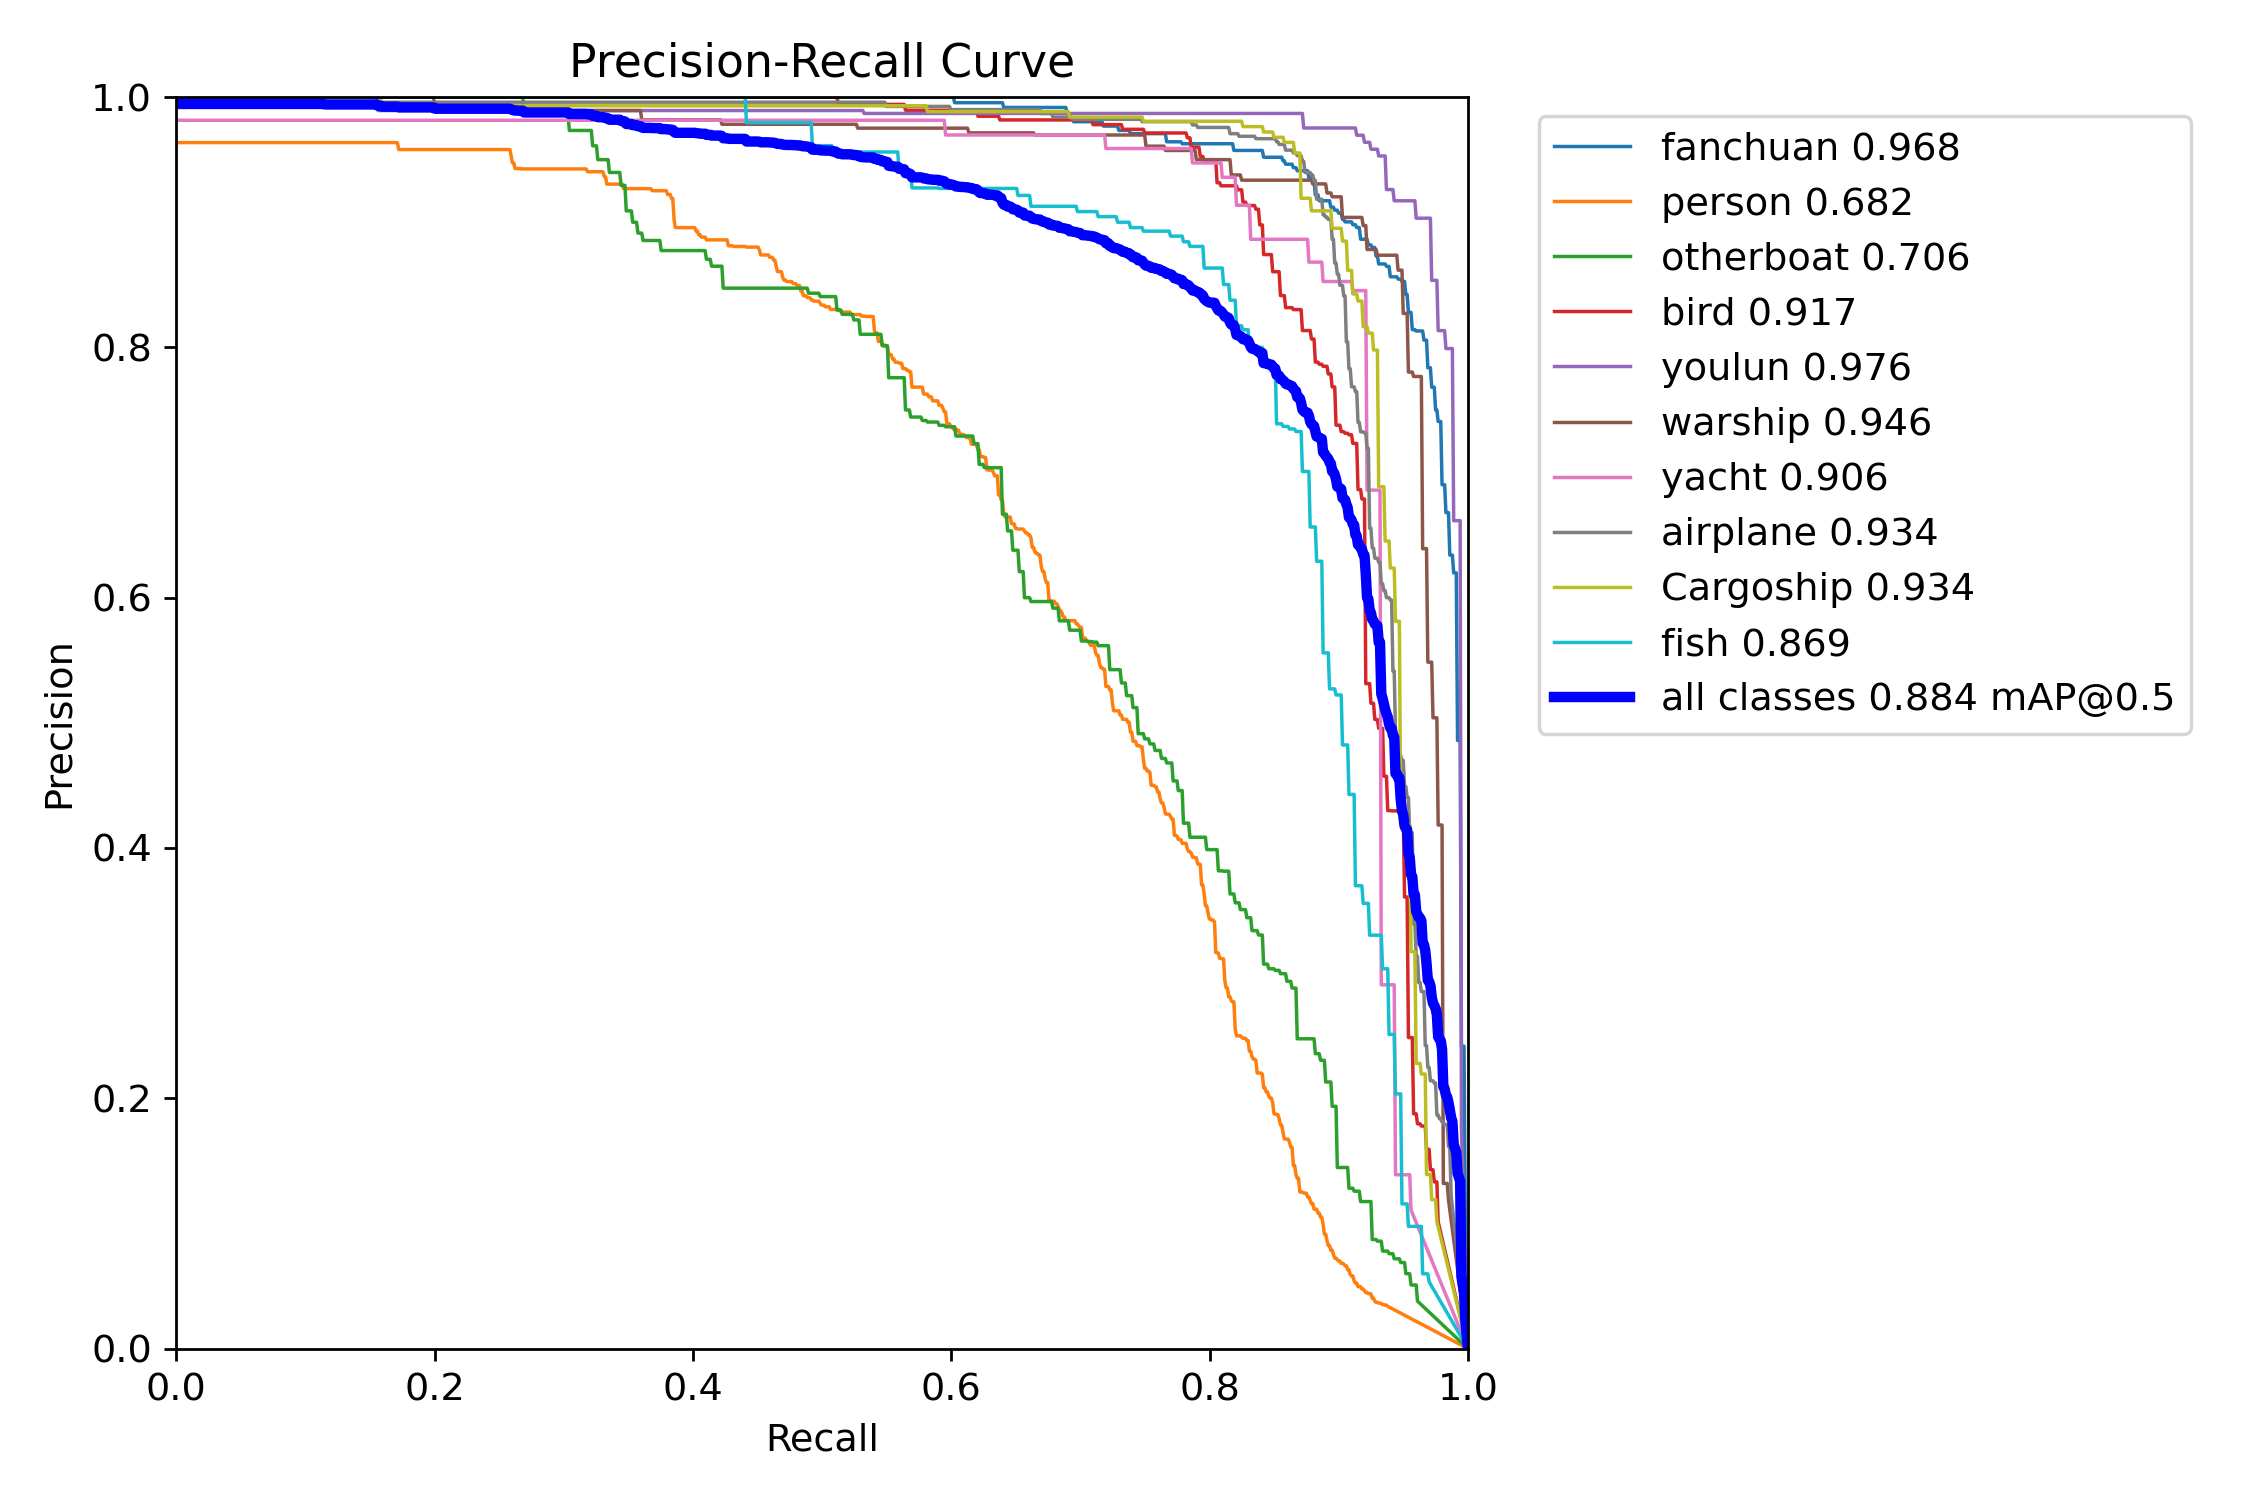 Precision-Recall Curve
1.0
0.8
0.6
0.4
0.2
0.0
Precision
0.0 0.2 0.4 0.6 0.8 1.0
Recall
fanchuan 0.968
person 0.682
otherboat 0.706
bird 0.917
youlun 0.976
warship 0.946
yacht 0.906
airplane 0.934
Cargoship 0.934
fish 0.869
all classes 0.884 mAP@0.5